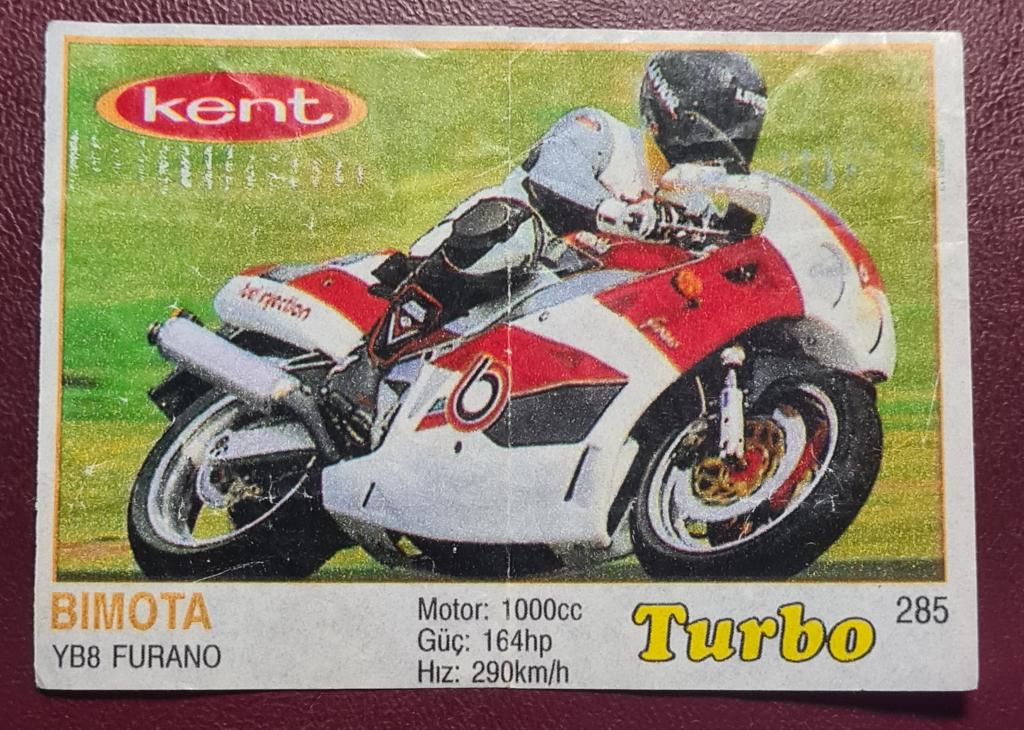 kent
BIMOTA
YB8 FURANO
Motor: 1000cc
Güç: 164hp
Hız: 290km/h
Turbo
285